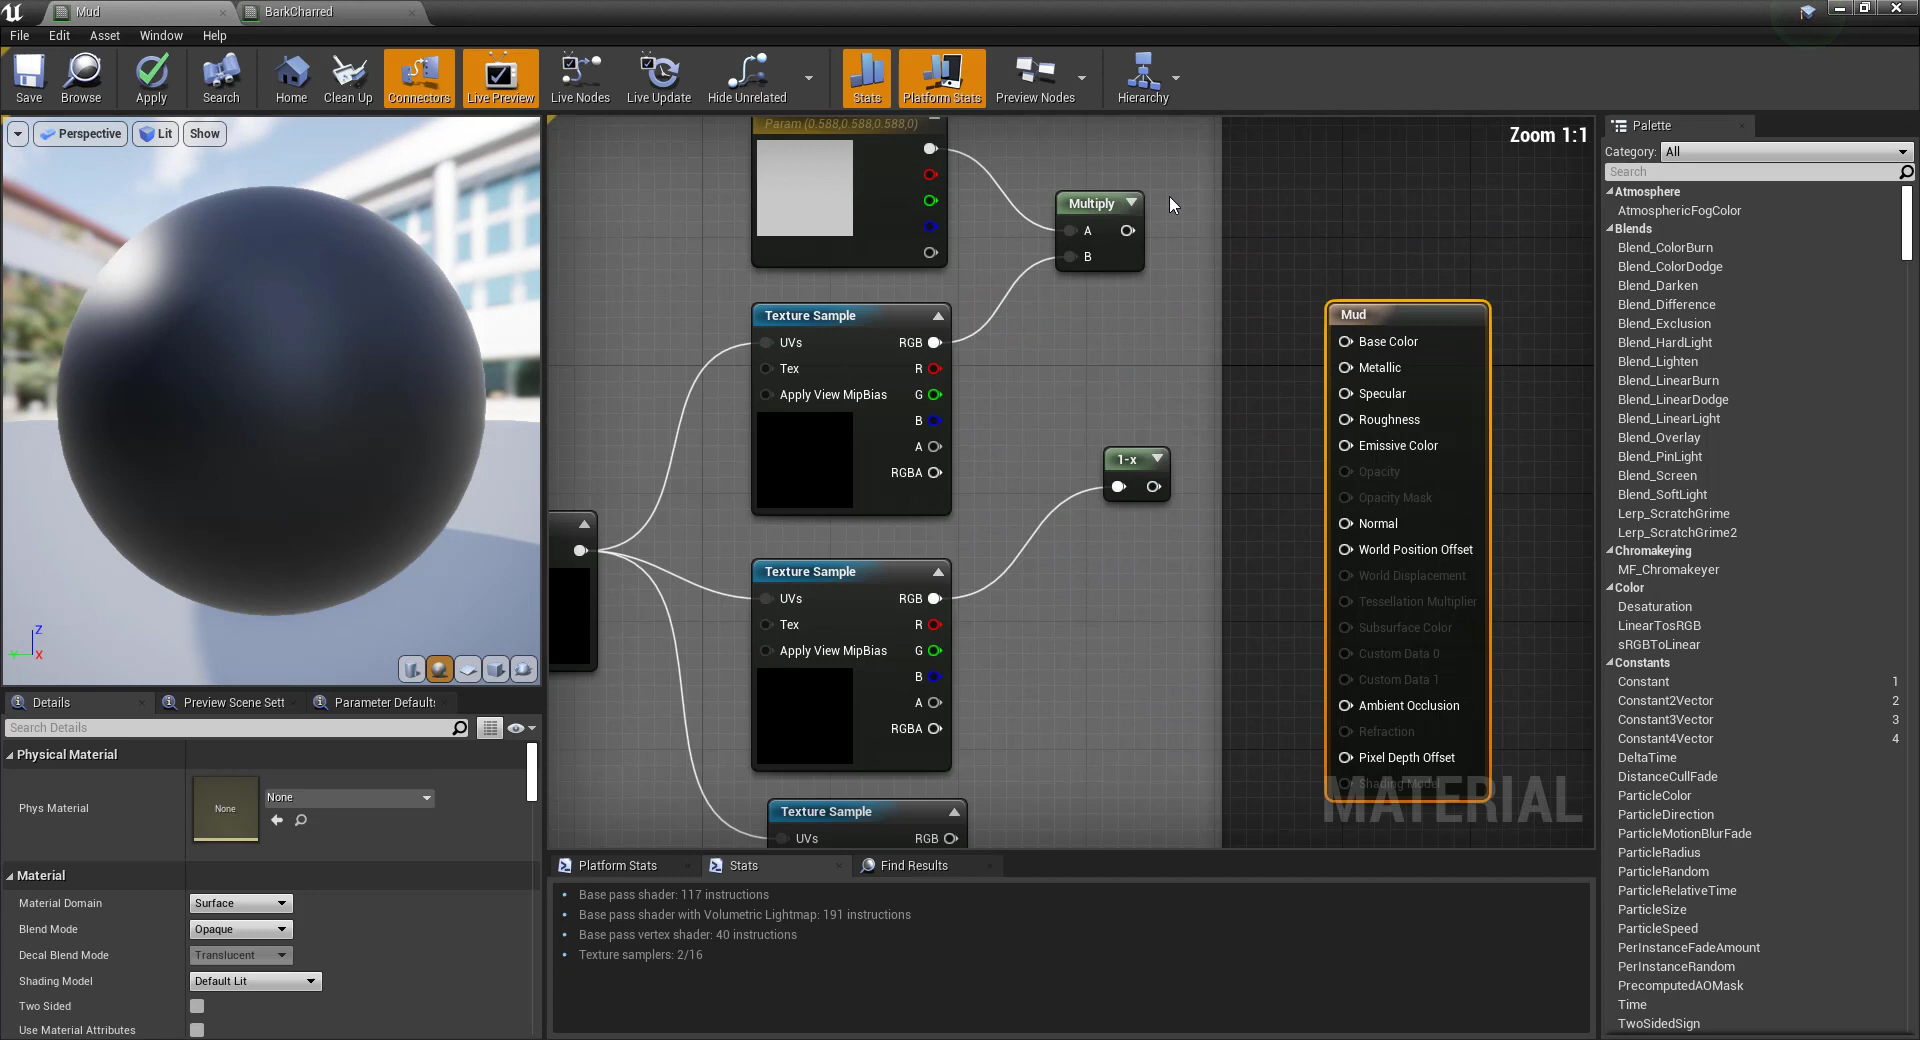 Mud
BarkCharred
File Edit Asset Window Help
Save
Browse
Apply
Search
Home
Clean Up
Connectors
Live Preview
Live Nodes
Live Update
Hide Unrelated
Stats
Platform Stats
Preview Nodes
Hierarchy
Perspective
Lit
Show
Z
Y
X
Details
Preview Scene Sett
Parameter Default
Search Details
Physical Material
Phys Material
None
None
Material
Material Domain
Surface
Blend Mode
Opaque
Decal Blend Mode
Translucent
Shading Model
Default Lit
Two Sided
Use Material Attributes
Zoom 1:1
Param (0.588,0.588,0.588,0)
Multiply
A
B
Texture Sample
UVs RGB
Tex R
Apply View MipBias G
B
A
RGBA
1-x
Texture Sample
UVs RGB
Tex R
Apply View MipBias G
B
A
RGBA
Texture Sample
UVs RGB
Mud
Base Color
Metallic
Specular
Roughness
Emissive Color
Opacity
Opacity Mask
Normal
World Position Offset
World Displacement
Tessellation Multiplier
Subsurface Color
Custom Data 0
Custom Data 1
Ambient Occlusion
Refraction
Pixel Depth Offset
Shading Model
MATERIAL
Platform Stats
Stats
Find Results
Base pass shader: 117 instructions
Base pass shader with Volumetric Lightmap: 191 instructions
Base pass vertex shader: 40 instructions
Texture samplers: 2/16
Palette
Category: All
Search
Atmosphere
AtmosphericFogColor
Blends
Blend_ColorBurn
Blend_ColorDodge
Blend_Darken
Blend_Difference
Blend_Exclusion
Blend_HardLight
Blend_Lighten
Blend_LinearBurn
Blend_LinearDodge
Blend_LinearLight
Blend_Overlay
Blend_PinLight
Blend_Screen
Blend_SoftLight
Lerp_ScratchGrime
Lerp_ScratchGrime2
Chromakeying
MF_Chromakeyer
Color
Desaturation
LinearTosRGB
sRGBToLinear
Constants
Constant 1
Constant2Vector 2
Constant3Vector 3
Constant4Vector 4
DeltaTime
DistanceCullFade
ParticleColor
ParticleDirection
ParticleMotionBlurFade
ParticleRadius
ParticleRandom
ParticleRelativeTime
ParticleSize
ParticleSpeed
PerInstanceFadeAmount
PerInstanceRandom
PrecomputedAOMask
Time
TwoSidedSign